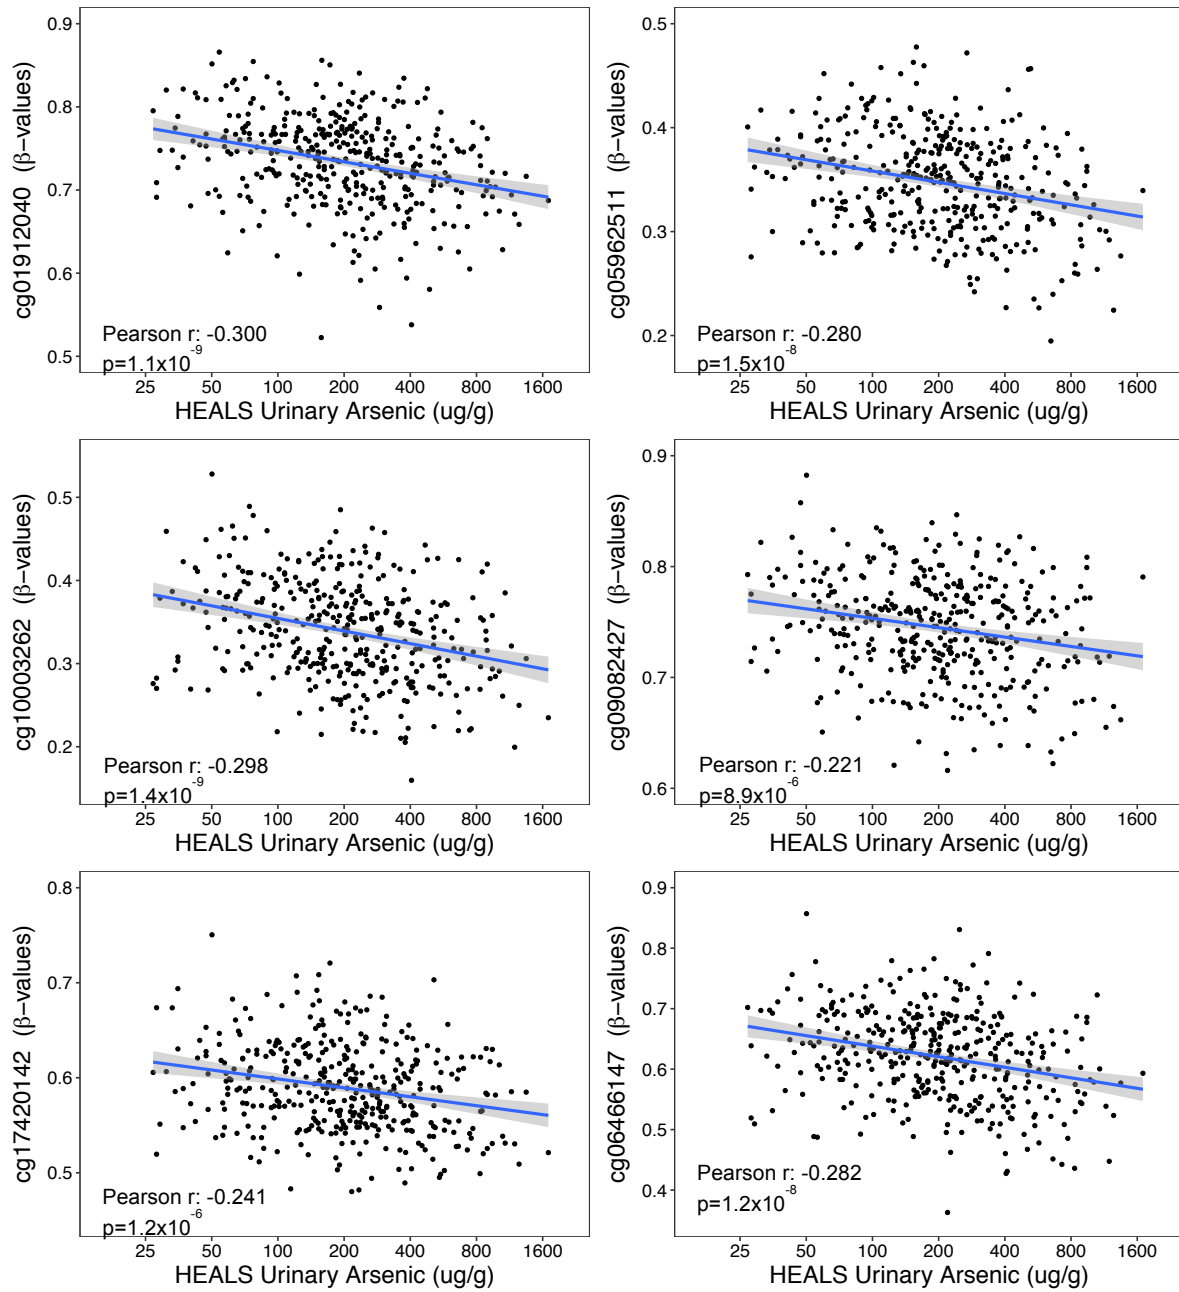 0.9
0.8
0.7
0.6
0.5
cg01912040 (β−values)
Pearson r: -0.300
p=1.1x10⁻⁹
25 50 100 200 400 800 1600
HEALS Urinary Arsenic (ug/g)
0.5
0.4
0.3
0.2
cg059625511 (β−values)
Pearson r: -0.280
p=1.5x10⁻⁸
25 50 100 200 400 800 1600
HEALS Urinary Arsenic (ug/g)
0.5
0.4
0.3
0.2
cg10003262 (β−values)
Pearson r: -0.298
p=1.4x10⁻⁹
25 50 100 200 400 800 1600
HEALS Urinary Arsenic (ug/g)
0.9
0.8
0.7
0.6
cg09082427 (β−values)
Pearson r: -0.221
p=8.9x10⁻⁶
25 50 100 200 400 800 1600
HEALS Urinary Arsenic (ug/g)
0.8
0.7
0.6
0.5
cg17420142 (β−values)
Pearson r: -0.241
p=1.2x10⁻⁶
25 50 100 200 400 800 1600
HEALS Urinary Arsenic (ug/g)
0.9
0.8
0.7
0.6
0.5
0.4
cg06466147 (β−values)
Pearson r: -0.282
p=1.2x10⁻⁸
25 50 100 200 400 800 1600
HEALS Urinary Arsenic (ug/g)